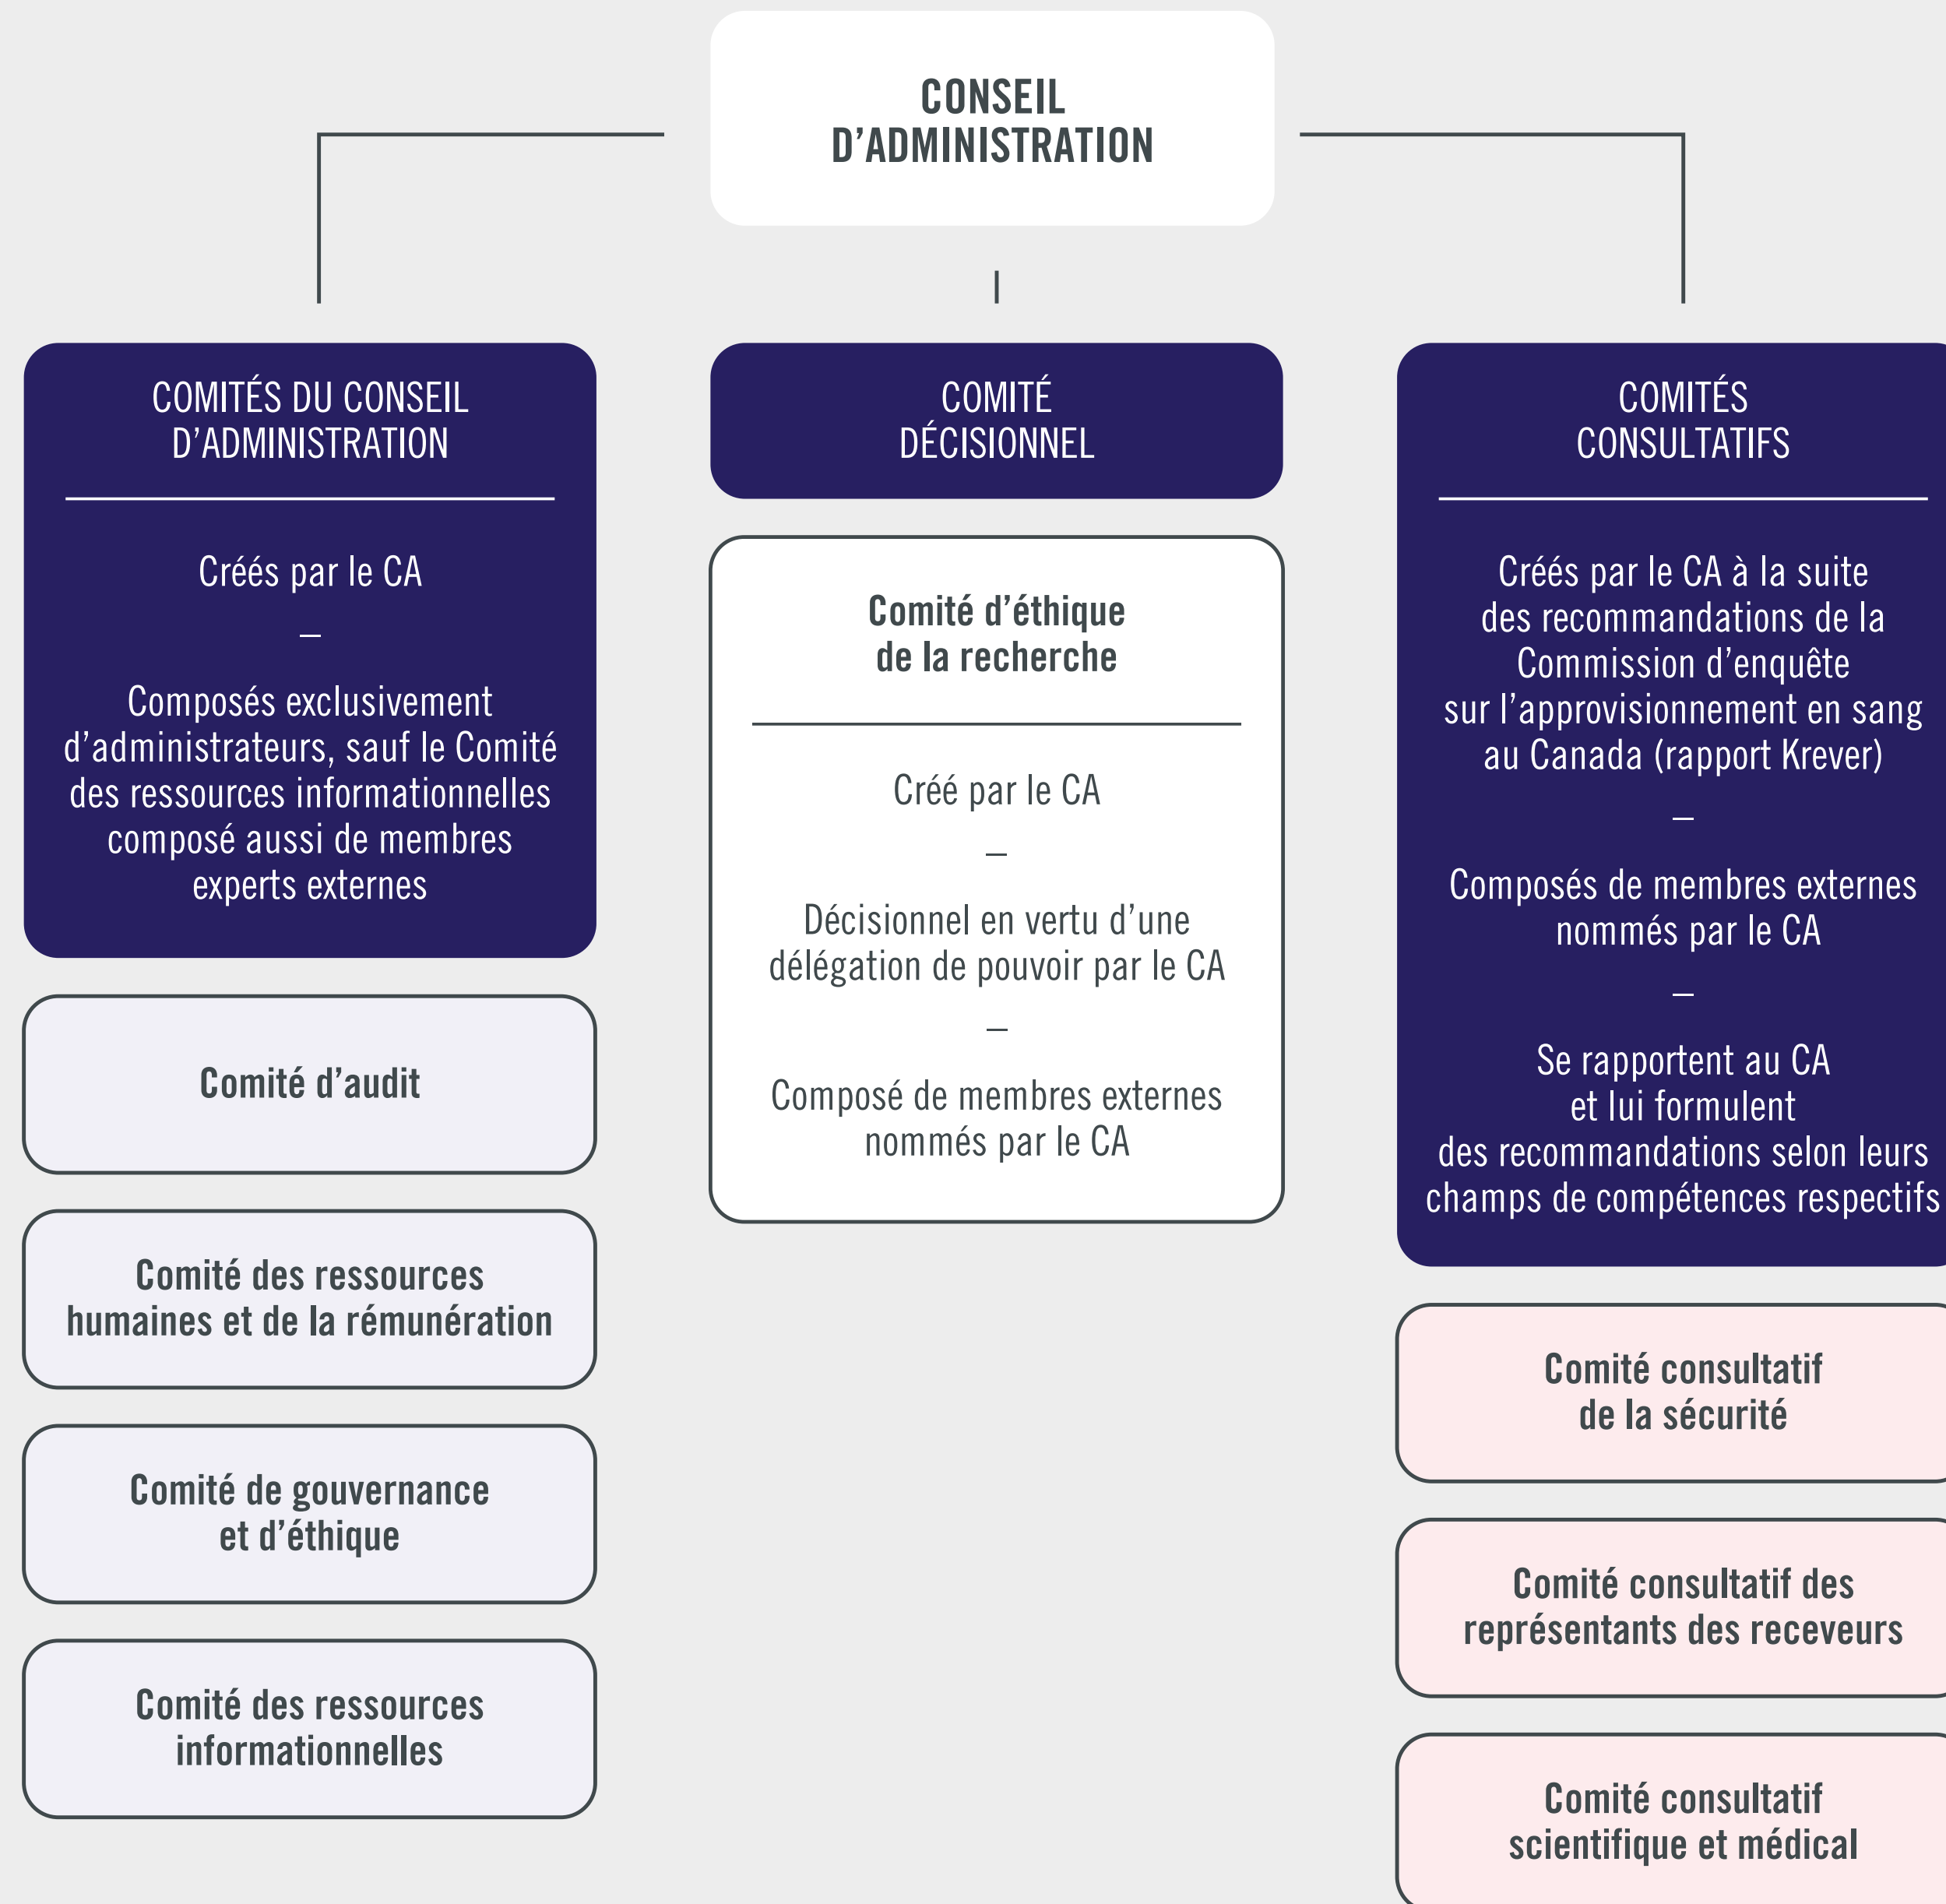 CONSEIL
D’ADMINISTRATION
COMITÉS DU CONSEIL
D’ADMINISTRATION
Créés par le CA
–
Composés exclusivement
d’administrateurs, sauf le Comité
des ressources informationnelles
composé aussi de membres
experts externes
Comité d’audit
Comité des ressources
humaines et de la rémunération
Comité de gouvernance
et d’éthique
Comité des ressources
informationnelles
COMITÉ
DÉCISIONNEL
Comité d’éthique
de la recherche
Créé par le CA
–
Décisionnel en vertu d’une
délégation de pouvoir par le CA
–
Composé de membres externes
nommés par le CA
COMITÉS
CONSULTATIFS
Créés par le CA à la suite
des recommandations de la
Commission d’enquête
sur l’approvisionnement en sang
au Canada (rapport Krever)
–
Composés de membres externes
nommés par le CA
–
Se rapportent au CA
et lui formulent
des recommandations selon leurs
champs de compétences respectifs
Comité consultatif
de la sécurité
Comité consultatif des
représentants des receveurs
Comité consultatif
scientifique et médical